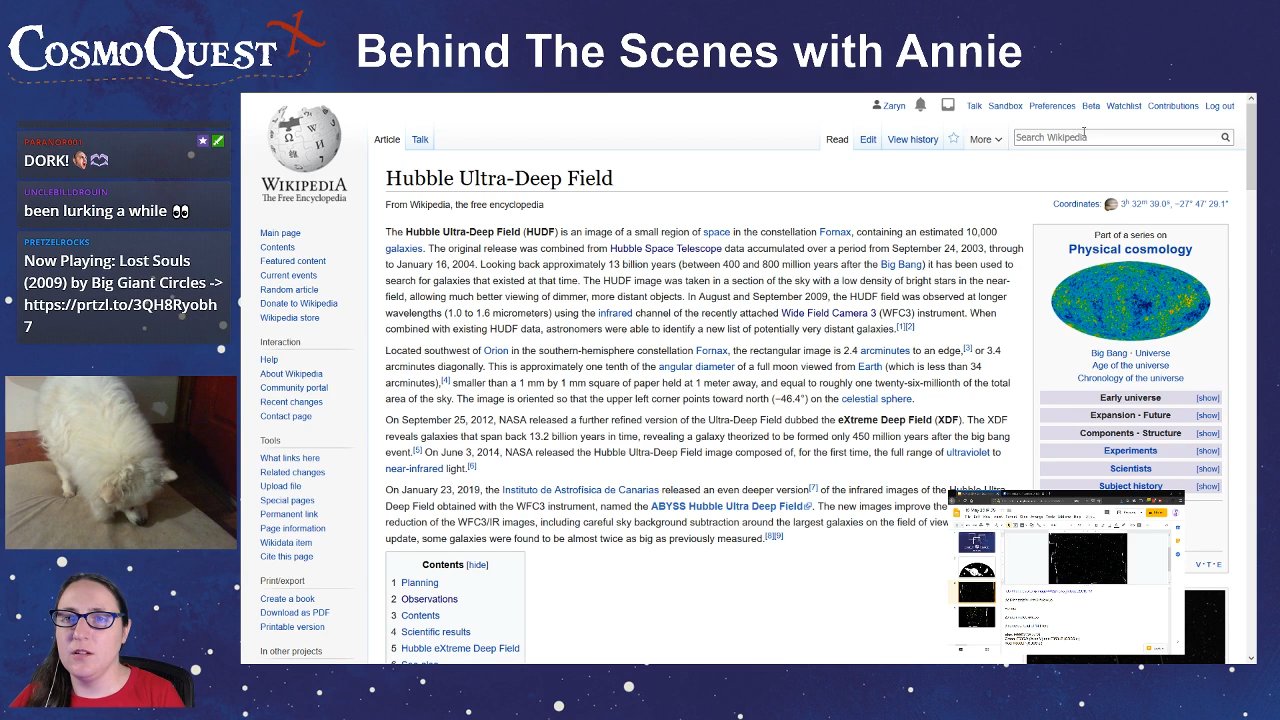 COSMOQUEST X
Behind The Scenes with Annie
PARANOR001
DORK!
UNCLEBILLDROUIN
been lurking a while
PRETZELROCKS
Now Playing: Lost Souls
(2009) by Big Giant Circles ->
https://prtzl.to/3QH8Ryobh
7
WIKIPEDIA
The Free Encyclopedia
Main page
Contents
Featured content
Current events
Random article
Donate to Wikipedia
Wikipedia store
Interaction
Help
About Wikipedia
Community portal
Recent changes
Contact page
Tools
What links here
Related changes
Upload file
Special pages
Permanent link
Page information
Wikidata item
Cite this page
Print/export
Create a book
Download as PDF
Printable version
In other projects
Zaryn Talk Sandbox Preferences Beta Watchlist Contributions Log out
Article Talk Read Edit View history More Search Wikipedia
Hubble Ultra-Deep Field
From Wikipedia, the free encyclopedia
Coordinates: 3h 32m 39.0s, −27° 47′ 29.1″
The Hubble Ultra-Deep Field (HUDF) is an image of a small region of space in the constellation Fornax, containing an estimated 10,000
galaxies. The original release was combined from Hubble Space Telescope data accumulated over a period from September 24, 2003, through
to January 16, 2004. Looking back approximately 13 billion years (between 400 and 800 million years after the Big Bang) it has been used to
search for galaxies that existed at that time. The HUDF image was taken in a section of the sky with a low density of bright stars in the near-
field, allowing much better viewing of dimmer, more distant objects. In August and September 2009, the HUDF field was observed at longer
wavelengths (1.0 to 1.6 micrometers) using the infrared channel of the recently attached Wide Field Camera 3 (WFC3) instrument. When
combined with existing HUDF data, astronomers were able to identify a new list of potentially very distant galaxies.[1][2]
Located southwest of Orion in the southern-hemisphere constellation Fornax, the rectangular image is 2.4 arcminutes to an edge,[3] or 3.4
arcminutes diagonally. This is approximately one tenth of the angular diameter of a full moon viewed from Earth (which is less than 34
arcminutes),[4] smaller than a 1 mm by 1 mm square of paper held at 1 meter away, and equal to roughly one twenty-six-millionth of the total
area of the sky. The image is oriented so that the upper left corner points toward north (−46.4°) on the celestial sphere.
On September 25, 2012, NASA released a further refined version of the Ultra-Deep Field dubbed the eXtreme Deep Field (XDF). The XDF
reveals galaxies that span back 13.2 billion years in time, revealing a galaxy theorized to be formed only 450 million years after the big bang
event.[5] On June 3, 2014, NASA released the Hubble Ultra-Deep Field image composed of, for the first time, the full range of ultraviolet to
near-infrared light.[6]
On January 23, 2019, the Instituto de Astrofísica de Canarias released an even deeper version[7] of the infrared images of the Hubble Ultra-
Deep Field obtained with the WFC3 instrument, named the ABYSS Hubble Ultra Deep Field. The new images improve the
reduction of the WFC3/IR images, including careful sky background subtraction around the largest galaxies on the field of view
update, some galaxies were found to be almost twice as big as previously measured.[8][9]
Contents [hide]
1 Planning
2 Observations
3 Contents
4 Scientific results
5 Hubble eXtreme Deep Field
6 See also
Part of a series on
Physical cosmology
Big Bang · Universe
Age of the universe
Chronology of the universe
Early universe [show]
Expansion · Future [show]
Components · Structure [show]
Experiments [show]
Scientists [show]
Subject history [show]
V·T·E